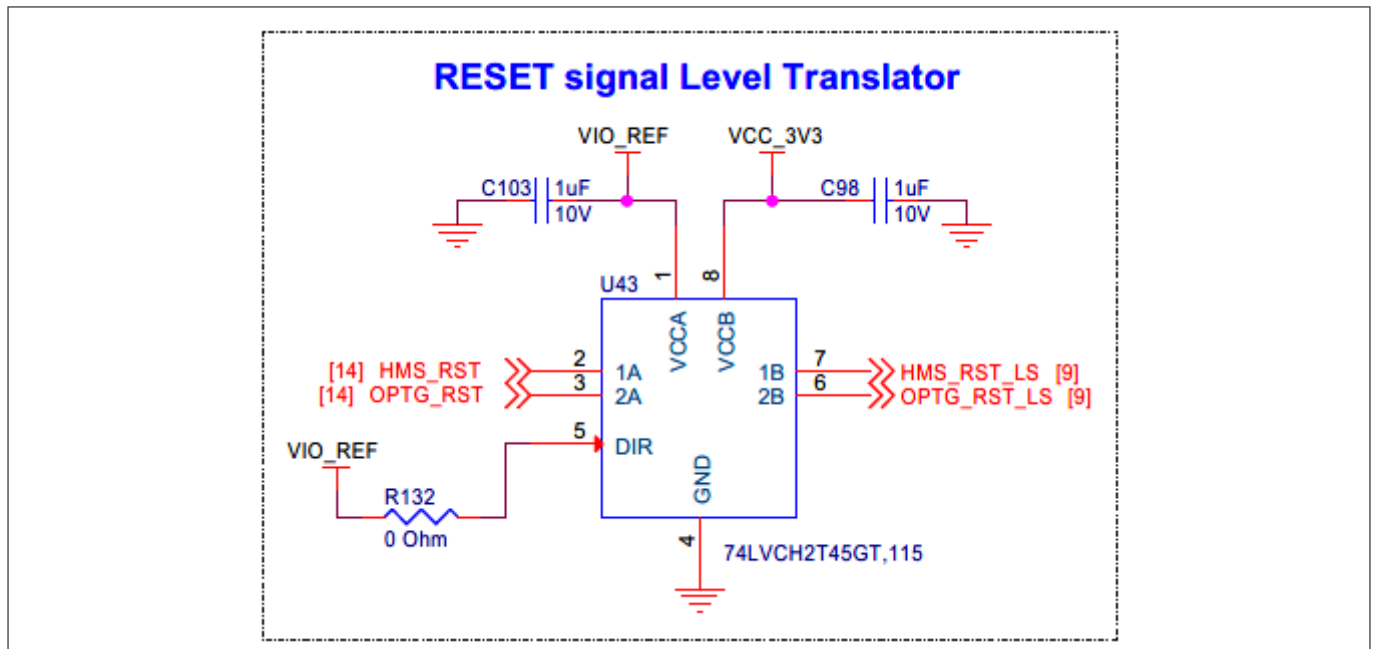 RESET signal Level Translator
VIO_REF
VCC_3V3
C103 1uF
10V
C98 1uF
10V
1
8
U43
VCCA
VCCB
[14] HMS_RST 2 1A
1B 7 HMS_RST_LS [9]
[14] OPTG_RST 3 2A
2B 6 OPTG_RST_LS [9]
5 DIR
VIO_REF
GND
R132
0 Ohm
4
74LVCH2T45GT,115